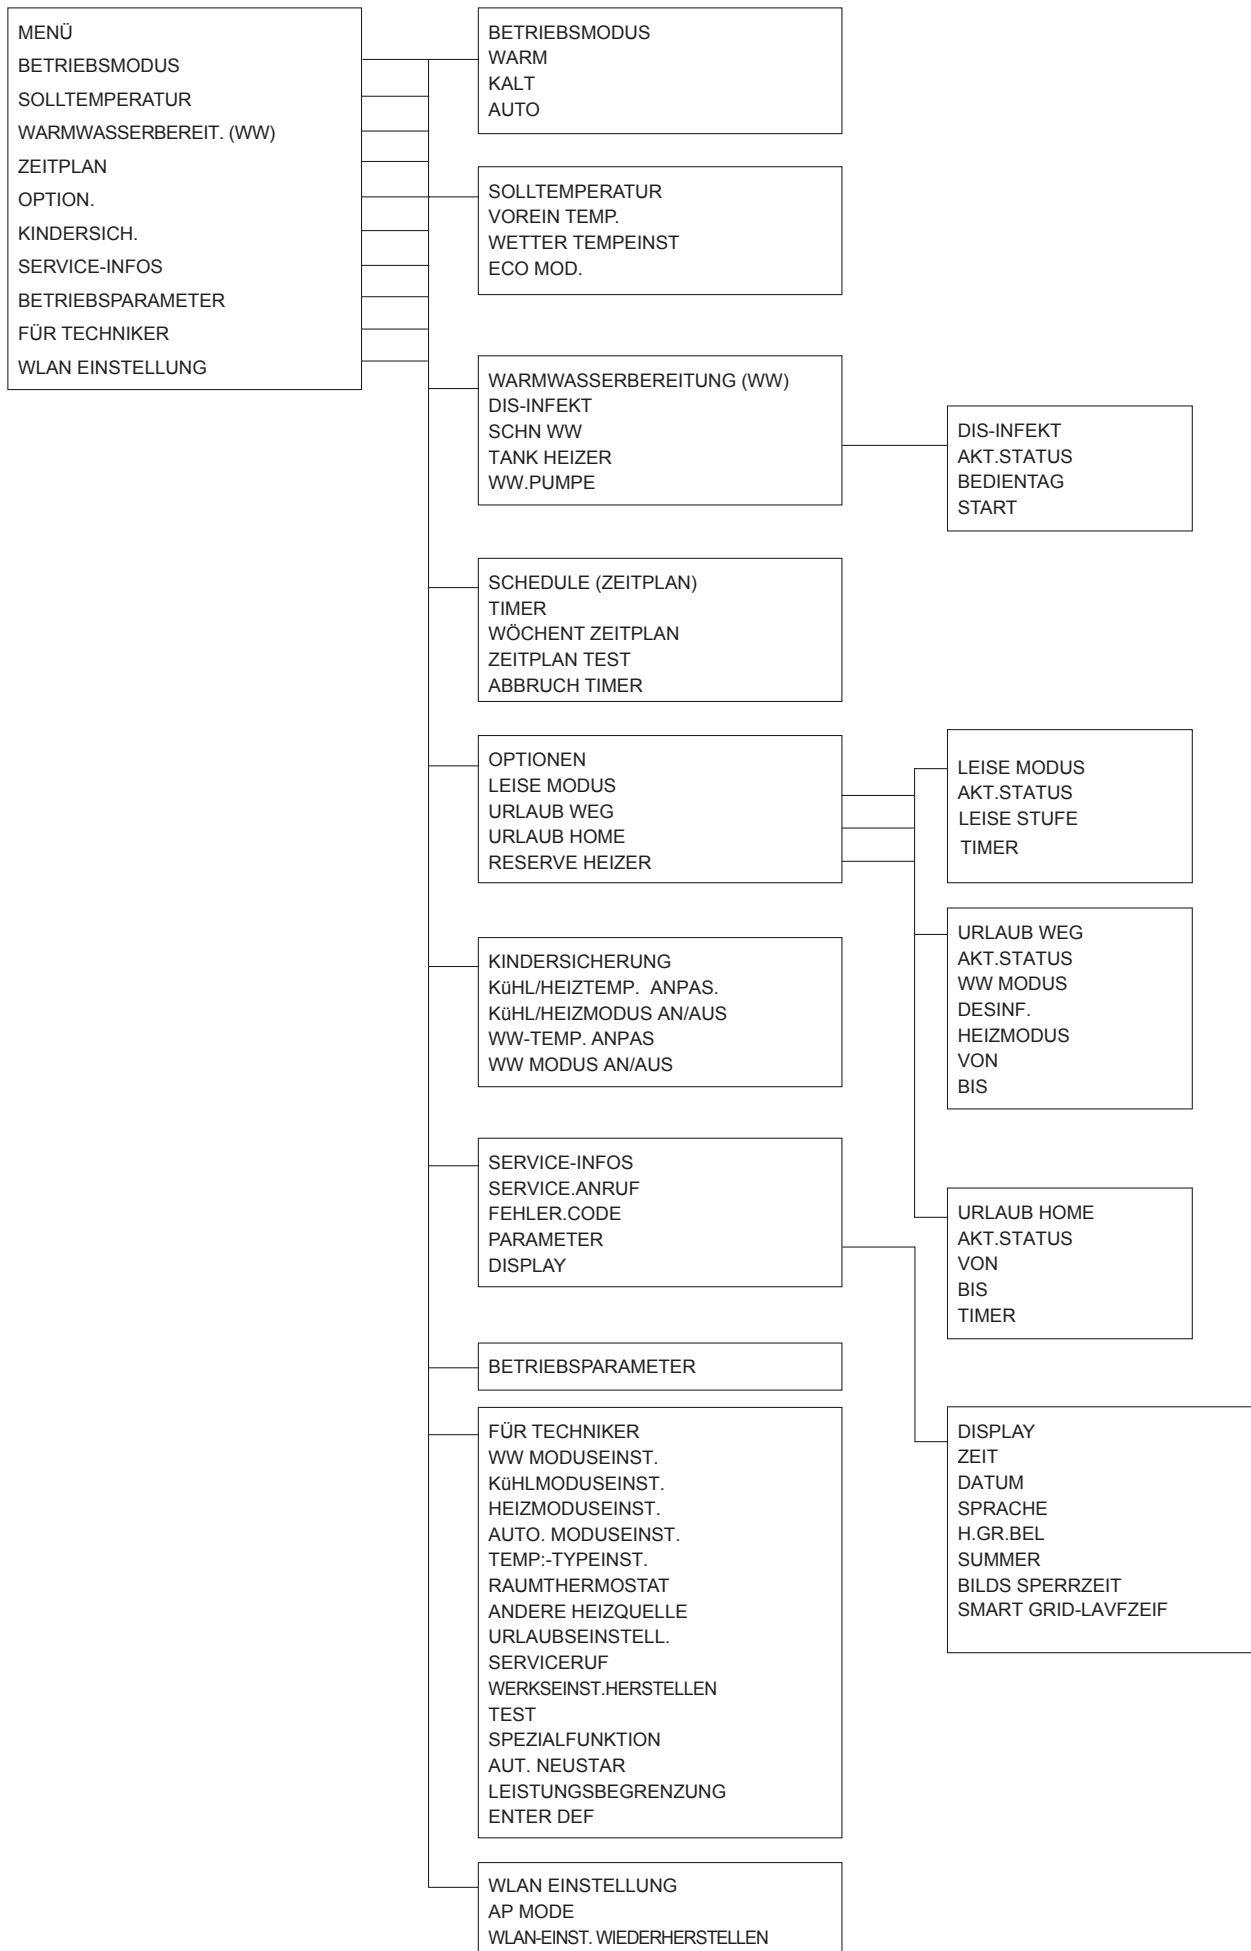 MENÜ
BETRIEBSMODUS
SOLLTEMPERATUR
WARMWASSERBEREIT. (WW)
ZEITPLAN
OPTION.
KINDERSICH.
SERVICE-INFOS
BETRIEBSPARAMETER
FÜR TECHNIKER
WLAN EINSTELLUNG
BETRIEBSMODUS
WARM
KALT
AUTO
SOLLTEMPERATUR
VOREIN TEMP.
WETTER TEMPEINST
ECO MOD.
WARMWASSERBEREITUNG (WW)
DIS-INFEKT
SCHN WW
TANK HEIZER
WW.PUMPE
DIS-INFEKT
AKT.STATUS
BEDIENTAG
START
SCHEDULE (ZEITPLAN)
TIMER
WÖCHENT ZEITPLAN
ZEITPLAN TEST
ABBRUCH TIMER
OPTIONEN
LEISE MODUS
URLAUB WEG
URLAUB HOME
RESERVE HEIZER
LEISE MODUS
AKT.STATUS
LEISE STUFE
TIMER
URLAUB WEG
AKT.STATUS
WW MODUS
DESINF.
HEIZMODUS
VON
BIS
URLAUB HOME
AKT.STATUS
VON
BIS
TIMER
KINDERSICHERUNG
KüHL/HEIZTEMP. ANPAS.
KüHL/HEIZMODUS AN/AUS
WW-TEMP. ANPAS
WW MODUS AN/AUS
SERVICE-INFOS
SERVICE.ANRUF
FEHLER.CODE
PARAMETER
DISPLAY
DISPLAY
ZEIT
DATUM
SPRACHE
H.GR.BEL
SUMMER
BILDS SPERRZEIT
SMART GRID-LAVFZEIF
BETRIEBSPARAMETER
FÜR TECHNIKER
WW MODUSEINST.
KüHLMODUSEINST.
HEIZMODUSEINST.
AUTO. MODUSEINST.
TEMP:-TYPEINST.
RAUMTHERMOSTAT
ANDERE HEIZQUELLE
URLAUBSEINSTELL.
SERVICERUF
WERKSEINST.HERSTELLEN
TEST
SPEZIALFUNKTION
AUT. NEUSTAR
LEISTUNGSBEGRENZUNG
ENTER DEF
WLAN EINSTELLUNG
AP MODE
WLAN-EINST. WIEDERHERSTELLEN